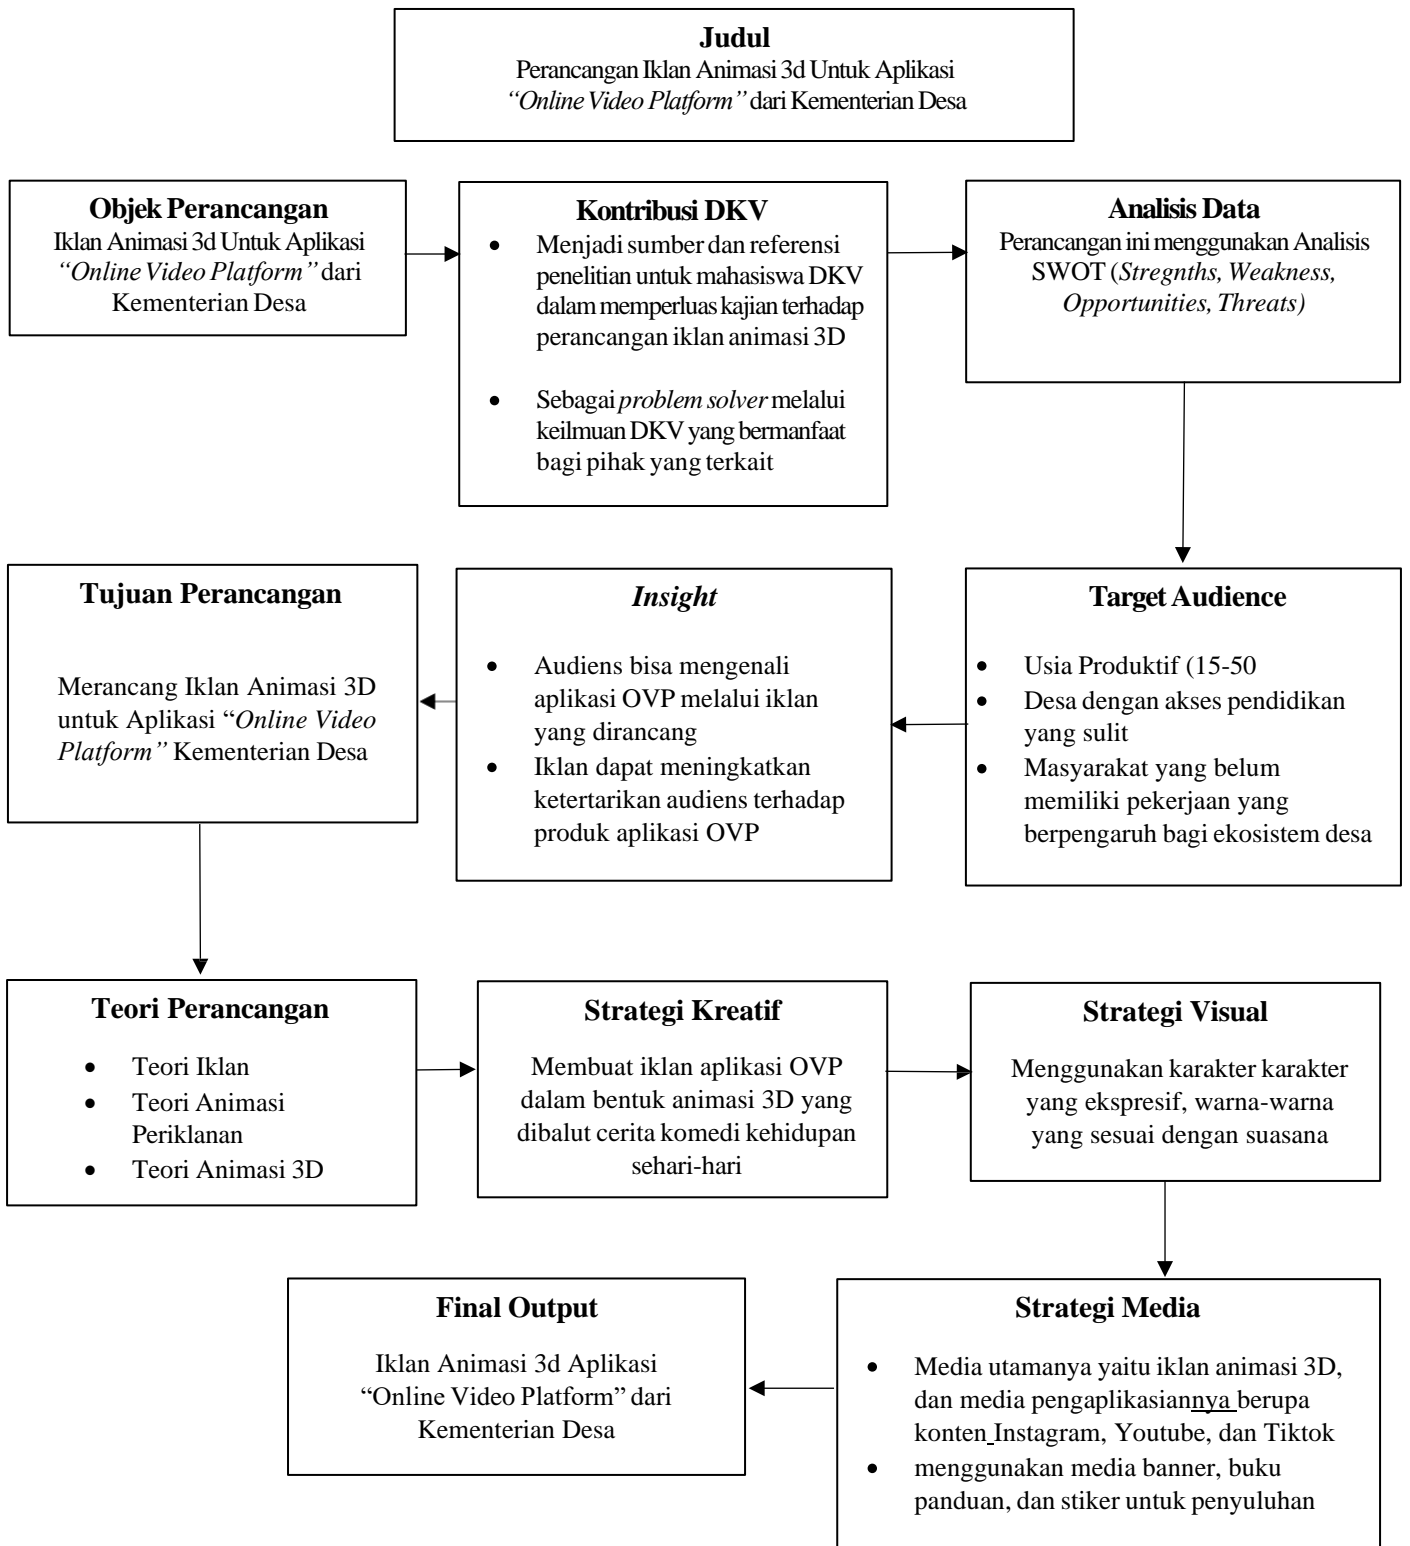 Judul
Perancangan Iklan Animasi 3d Untuk Aplikasi
“Online Video Platform” dari Kementerian Desa
Objek Perancangan
Iklan Animasi 3d Untuk Aplikasi
“Online Video Platform” dari
Kementerian Desa
Kontribusi DKV
• Menjadi sumber dan referensi
penelitian untuk mahasiswa DKV
dalam memperluas kajian terhadap
perancangan iklan animasi 3D
• Sebagai problem solver melalui
keilmuan DKV yang bermanfaat
bagi pihak yang terkait
Analisis Data
Perancangan ini menggunakan Analisis
SWOT (Stregnths, Weakness,
Opportunities, Threats)
Target Audience
• Usia Produktif (15-50
• Desa dengan akses pendidikan
yang sulit
• Masyarakat yang belum
memiliki pekerjaan yang
berpengaruh bagi ekosistem desa
Insight
• Audiens bisa mengenali
aplikasi OVP melalui iklan
yang dirancang
• Iklan dapat meningkatkan
ketertarikan audiens terhadap
produk aplikasi OVP
Tujuan Perancangan
Merancang Iklan Animasi 3D
untuk Aplikasi “Online Video
Platform” Kementerian Desa
Teori Perancangan
• Teori Iklan
• Teori Animasi
Periklanan
• Teori Animasi 3D
Strategi Kreatif
Membuat iklan aplikasi OVP
dalam bentuk animasi 3D yang
dibalut cerita komedi kehidupan
sehari-hari
Strategi Visual
Menggunakan karakter karakter
yang ekspresif, warna-warna
yang sesuai dengan suasana
Strategi Media
• Media utamanya yaitu iklan animasi 3D,
dan media pengaplikasiannya berupa
konten Instagram, Youtube, dan Tiktok
• menggunakan media banner, buku
panduan, dan stiker untuk penyuluhan
Final Output
Iklan Animasi 3d Aplikasi
“Online Video Platform” dari
Kementerian Desa